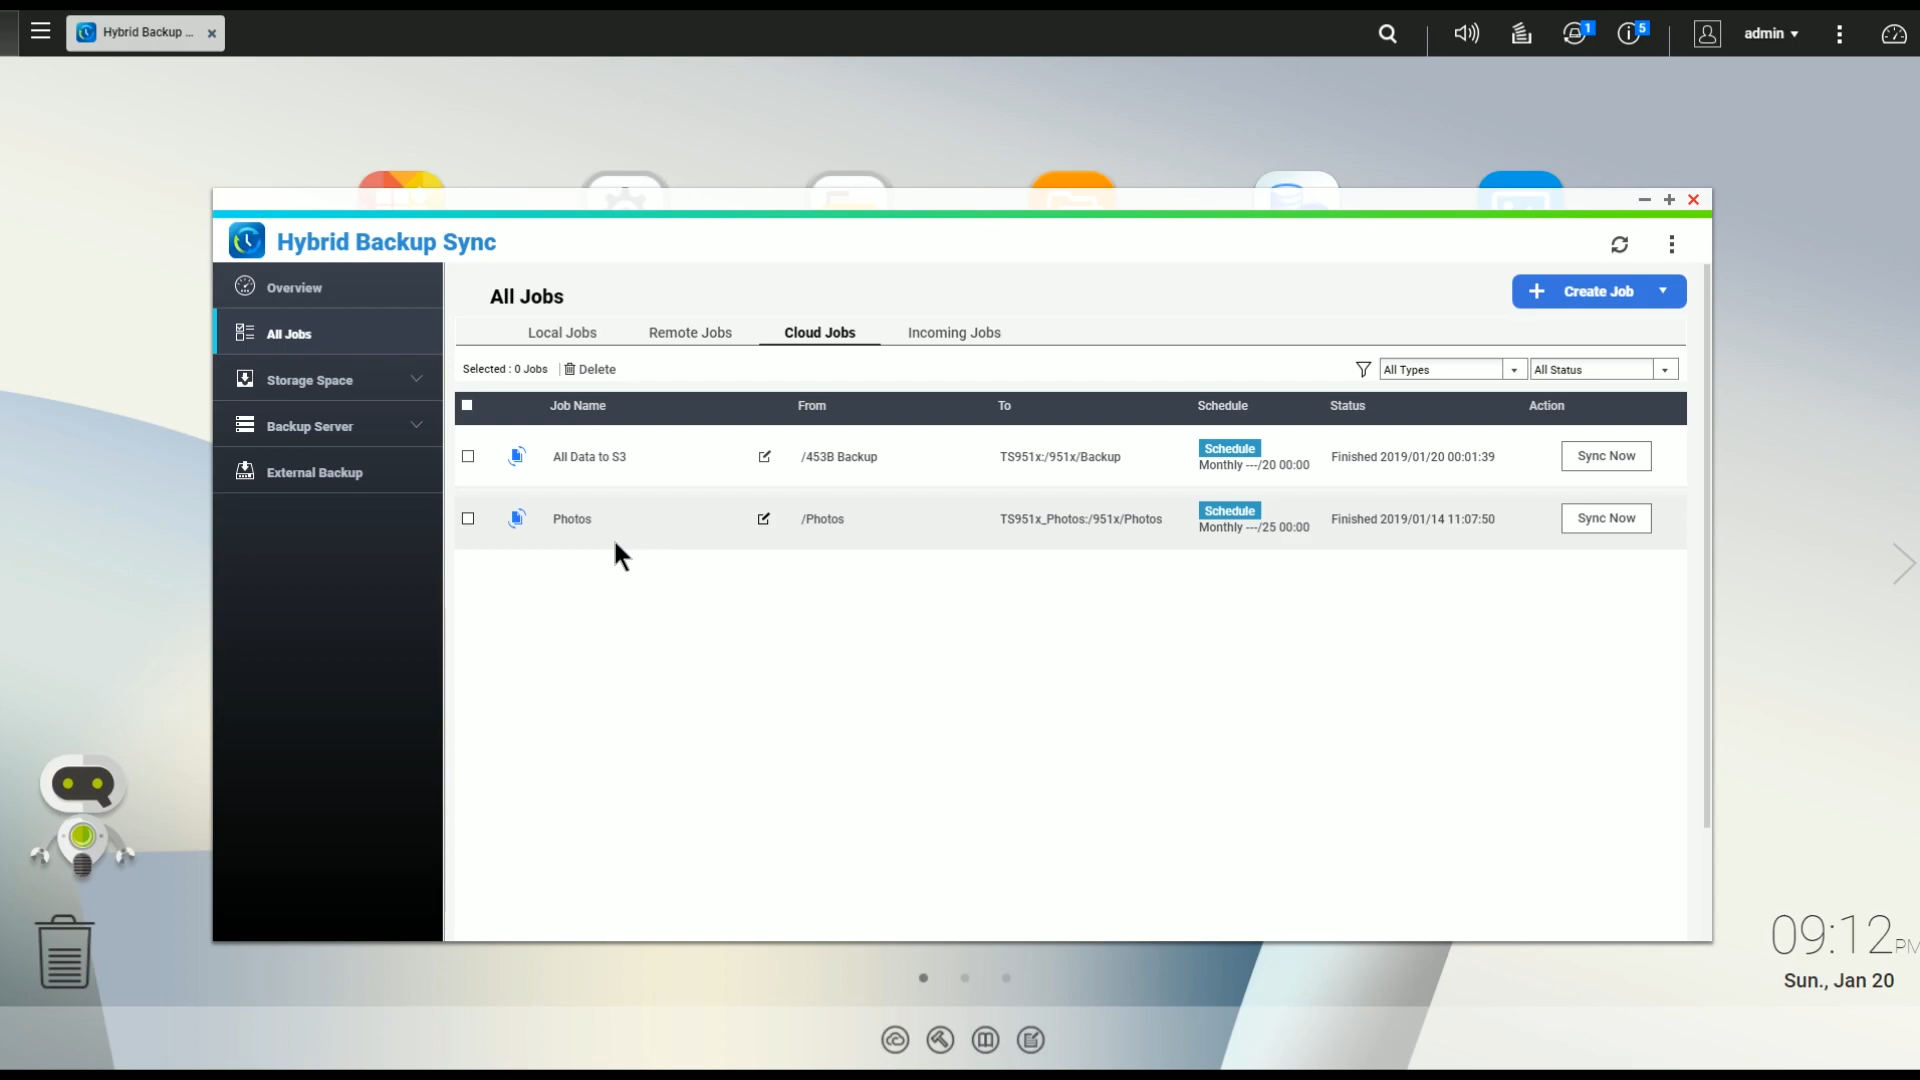 Hybrid Backup ...
1
5
admin
Hybrid Backup Sync
Overview
All Jobs
Storage Space
Backup Server
External Backup
All Jobs
Create Job
Local Jobs Remote Jobs Cloud Jobs Incoming Jobs
Selected : 0 Jobs Delete All Types All Status
Job Name From To Schedule Status Action
All Data to S3 /453B Backup TS951x:/951x/Backup Schedule Finished 2019/01/20 00:01:39 Sync Now
Monthly ---/20 00:00
Photos /Photos TS951x_Photos:/951x/Photos Schedule Finished 2019/01/14 11:07:50 Sync Now
Monthly ---/25 00:00
09:12 PM
Sun., Jan 20